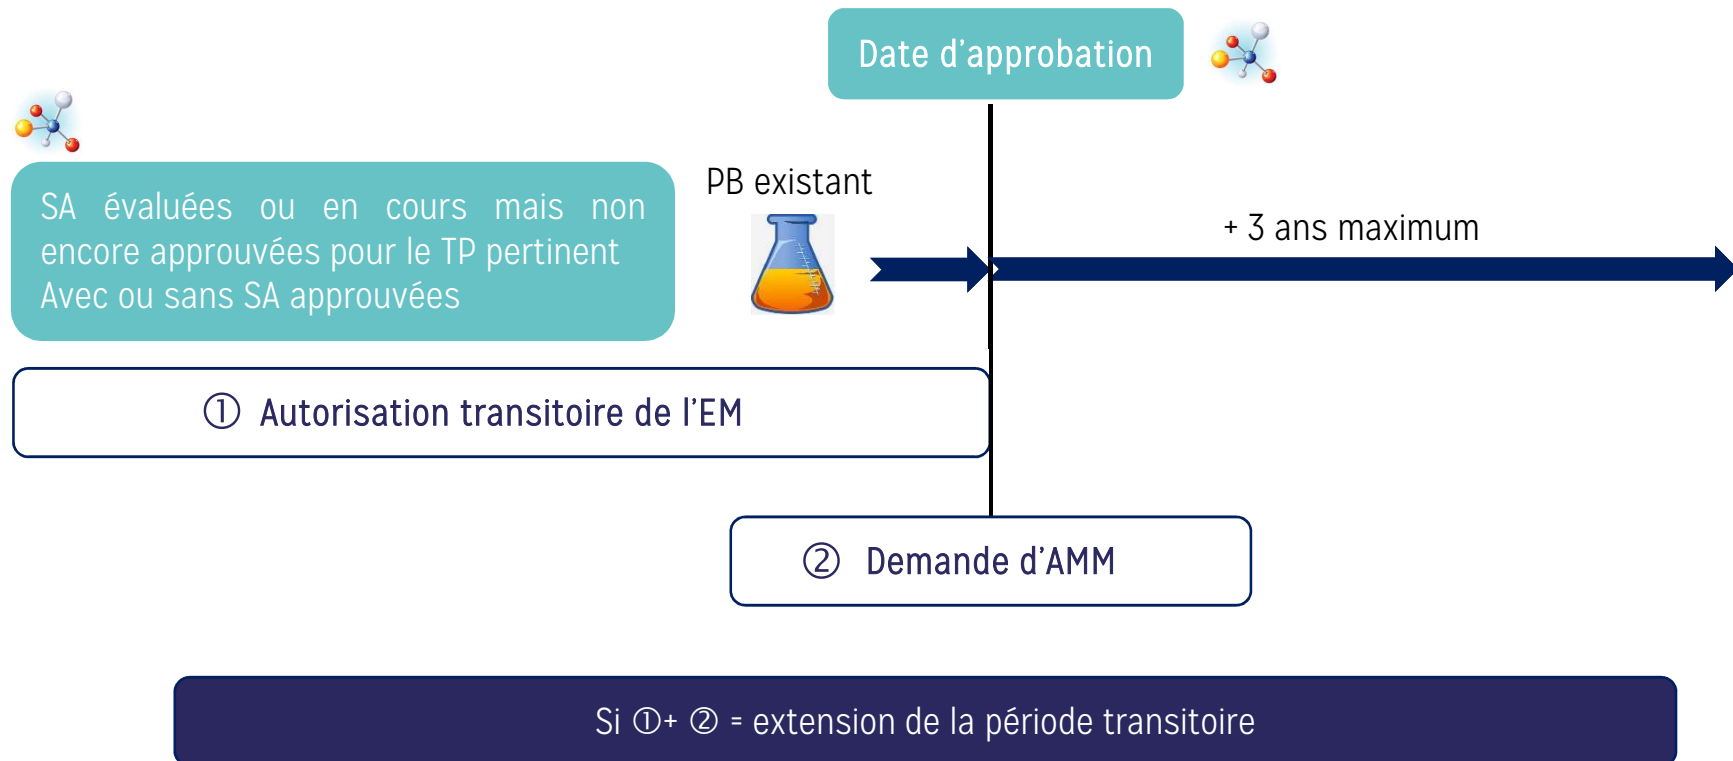 Date d'approbation
SA évaluées ou en cours mais non
encore approuvées pour le TP pertinent
Avec ou sans SA approuvées
PB existant
+ 3 ans maximum
① Autorisation transitoire de l'EM
② Demande d'AMM
Si ①+ ② = extension de la période transitoire